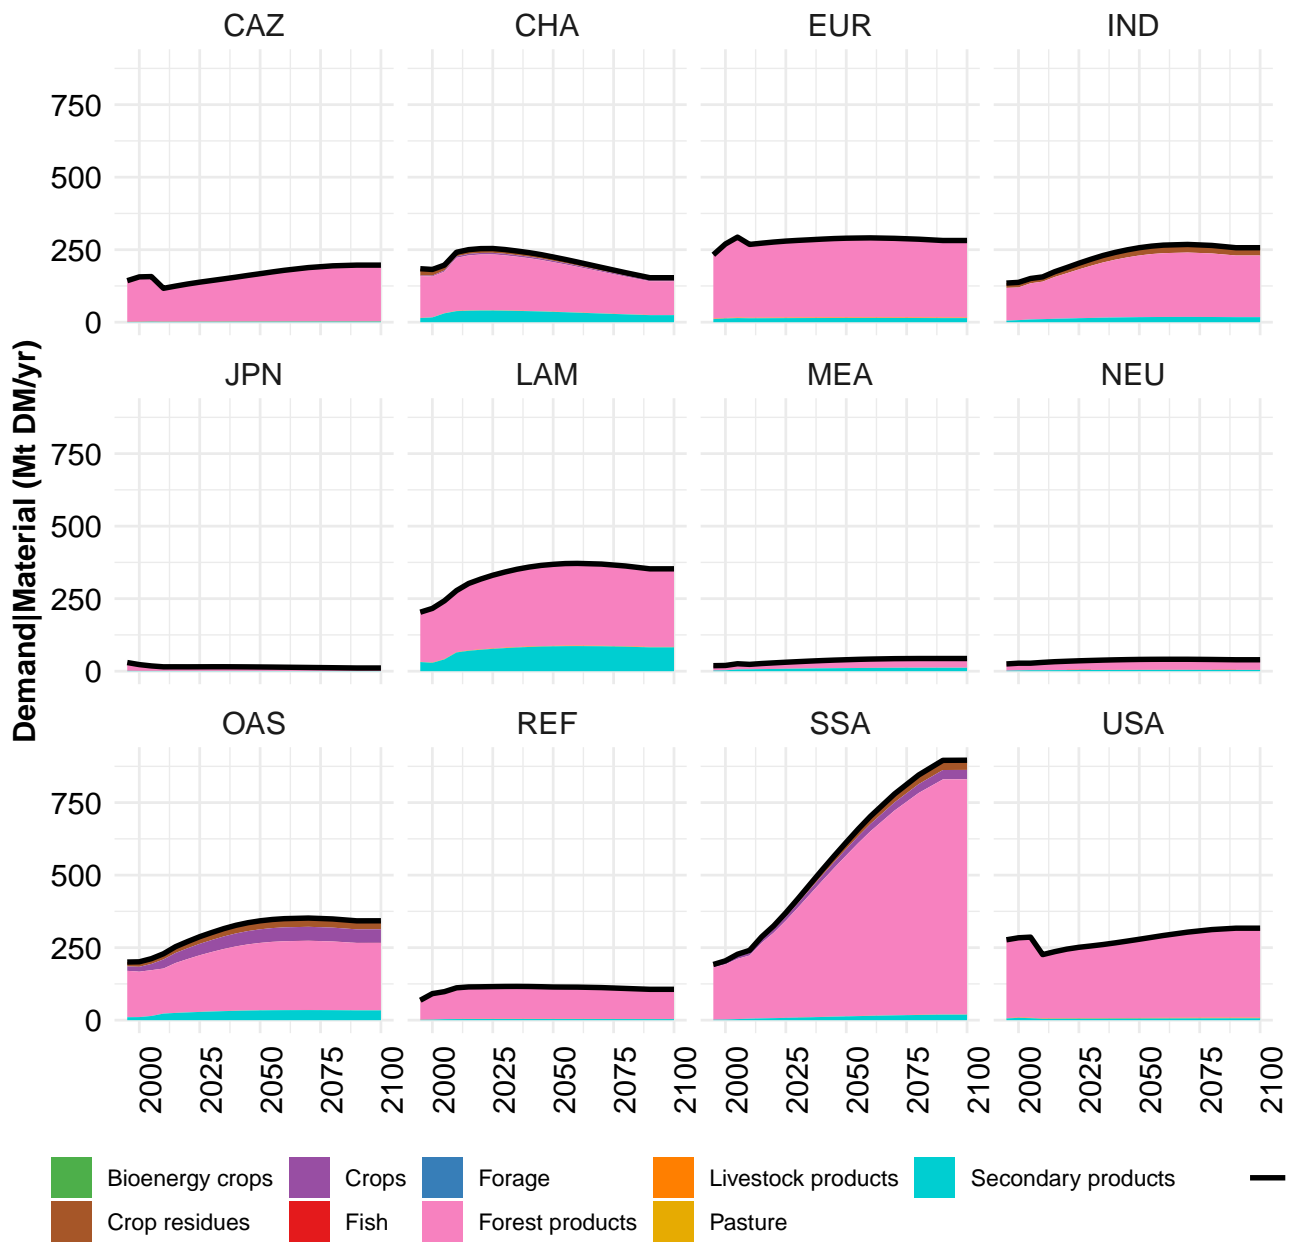 CAZ CHA EUR IND
750
500
250
0
JPN LAM MEA NEU
750
500
250
0
OAS REF SSA USA
750
500
250
0
2000 2025 2050 2075 2100 2000 2025 2050 2075 2100 2000 2025 2050 2075 2100 2000 2025 2050 2075 2100
Demand|Material (Mt DM/yr)
Bioenergy crops Crops Forage Livestock products Secondary products
Crop residues Fish Forest products Pasture